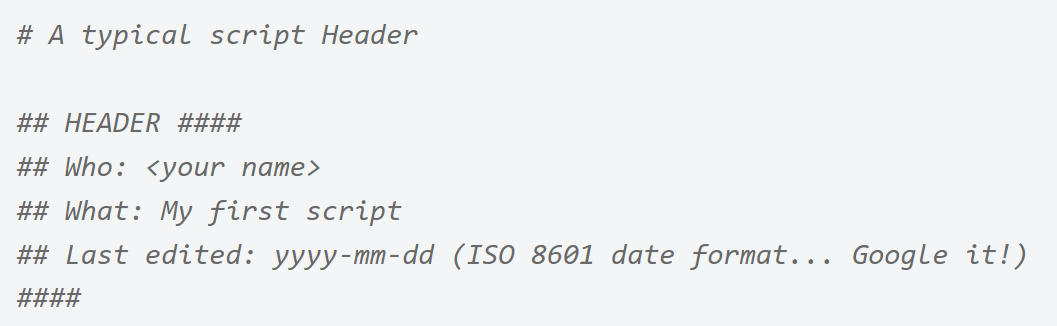 # A typical script Header
## HEADER ####
## Who: <your name>
## What: My first script
## Last edited: yyyy-mm-dd (ISO 8601 date format... Google it!)
####